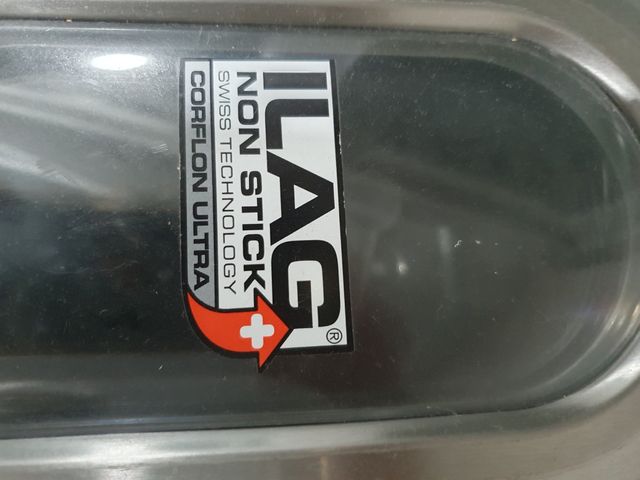 ILAG®
NON STICK
SWISS TECHNOLOGY
CORFLON ULTRA